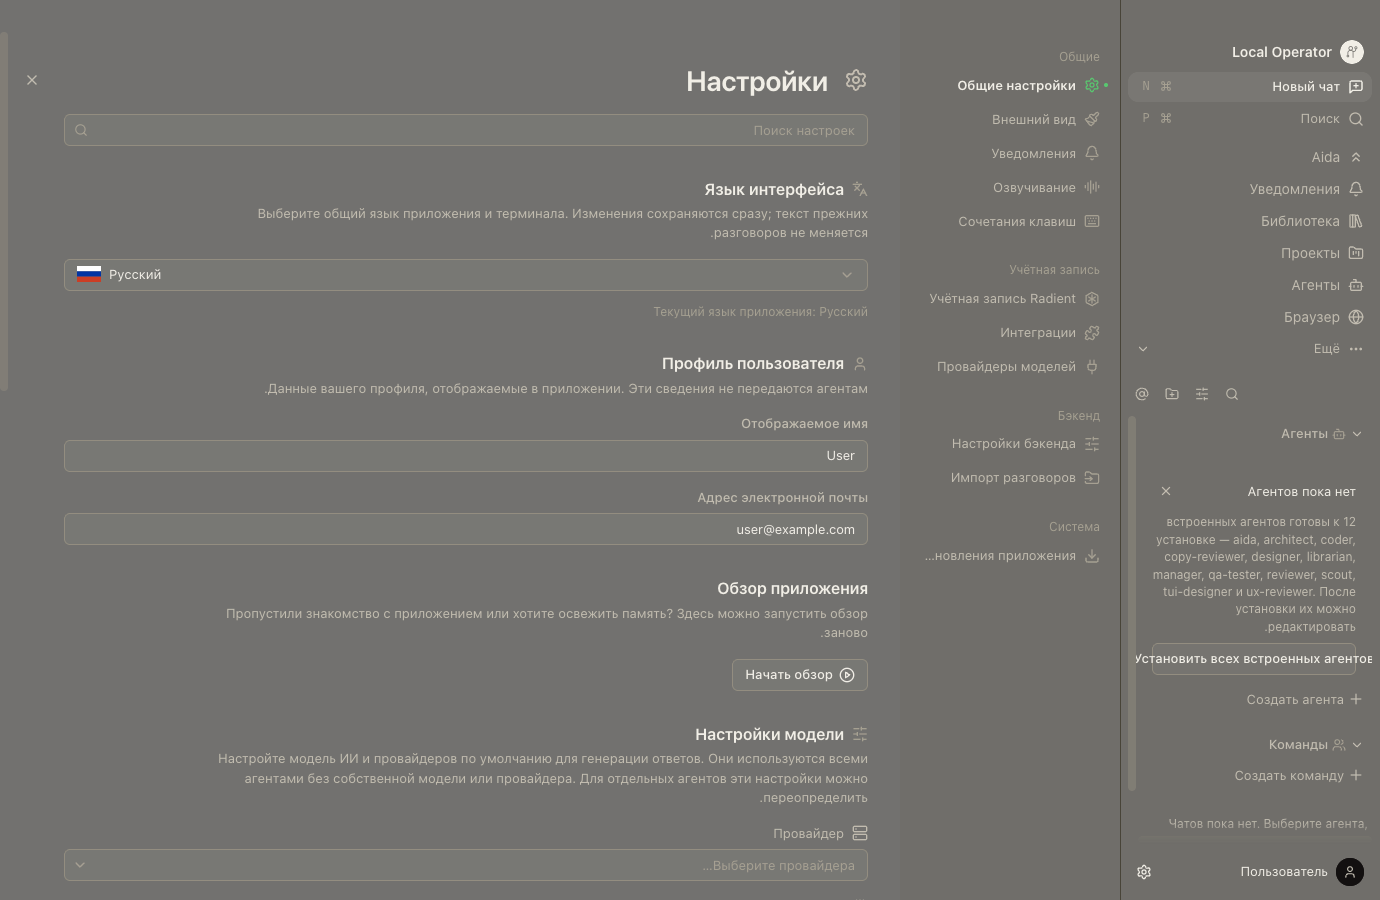 Local Operator
Новый чат
⌘ N
Поиск
⌘ P
Aida
Уведомления
Библиотека
Проекты
Агенты
Браузер
Ещё
Агенты
Агентов пока нет
встроенных агентов готовы к 12
установке — aida, architect, coder,
copy-reviewer, designer, librarian,
manager, qa-tester, reviewer, scout,
tui-designer и ux-reviewer. После
установки их можно
.редактировать
Установить всех встроенных агентов
Создать агента
Команды
Создать команду
Чатов пока нет. Выберите агента,
Пользователь
Общие
Общие настройки
Внешний вид
Уведомления
Озвучивание
Сочетания клавиш
Учётная запись
Учётная запись Radient
Интеграции
Провайдеры моделей
Бэкенд
Настройки бэкенда
Импорт разговоров
Система
…новления приложения
Настройки
Поиск настроек
Язык интерфейса
Выберите общий язык приложения и терминала. Изменения сохраняются сразу; текст прежних
.разговоров не меняется
Русский
Текущий язык приложения: Русский
Профиль пользователя
.Данные вашего профиля, отображаемые в приложении. Эти сведения не передаются агентам
Отображаемое имя
User
Адрес электронной почты
user@example.com
Обзор приложения
Пропустили знакомство с приложением или хотите освежить память? Здесь можно запустить обзор
.заново
Начать обзор
Настройки модели
Настройте модель ИИ и провайдеров по умолчанию для генерации ответов. Они используются всеми
агентами без собственной модели или провайдера. Для отдельных агентов эти настройки можно
.переопределить
Провайдер
...Выберите провайдера